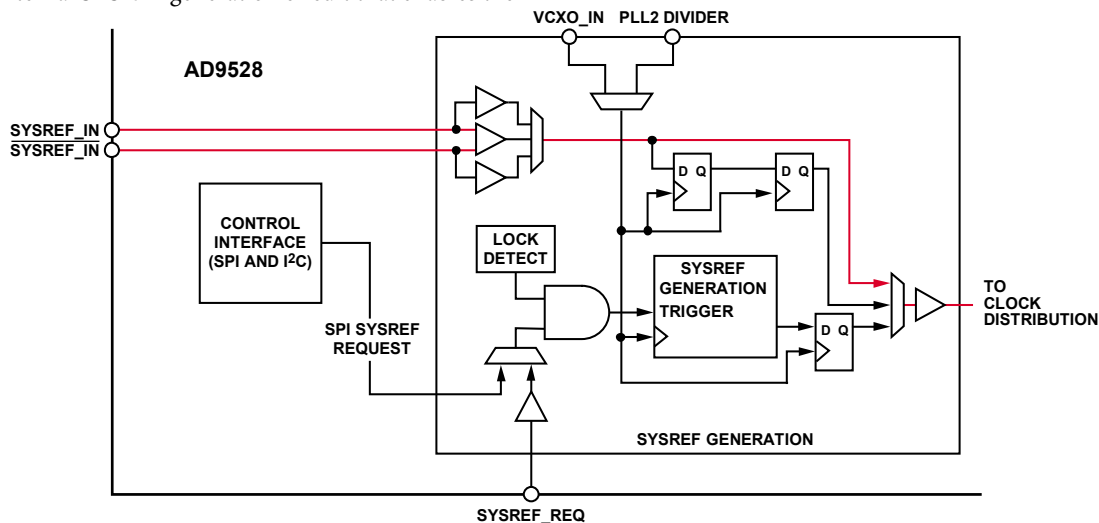 VCXO_IN PLL2 DIVIDER
AD9528
SYSREF_IN
SYSREF_IN
D Q
D Q
CONTROL
INTERFACE
(SPI AND I²C)
LOCK
DETECT
SYSREF
GENERATION
TRIGGER
TO
CLOCK
DISTRIBUTION
D Q
SPI SYSREF
REQUEST
SYSREF GENERATION
SYSREF_REQ